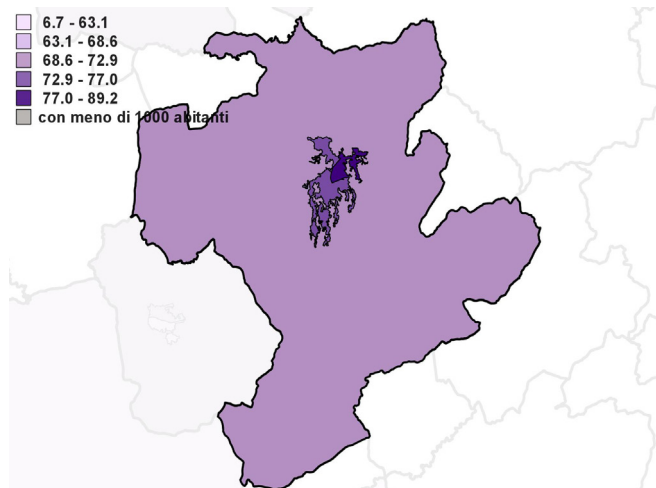 6.7 - 63.1
63.1 - 68.6
68.6 - 72.9
72.9 - 77.0
77.0 - 89.2
con meno di 1000 abitanti